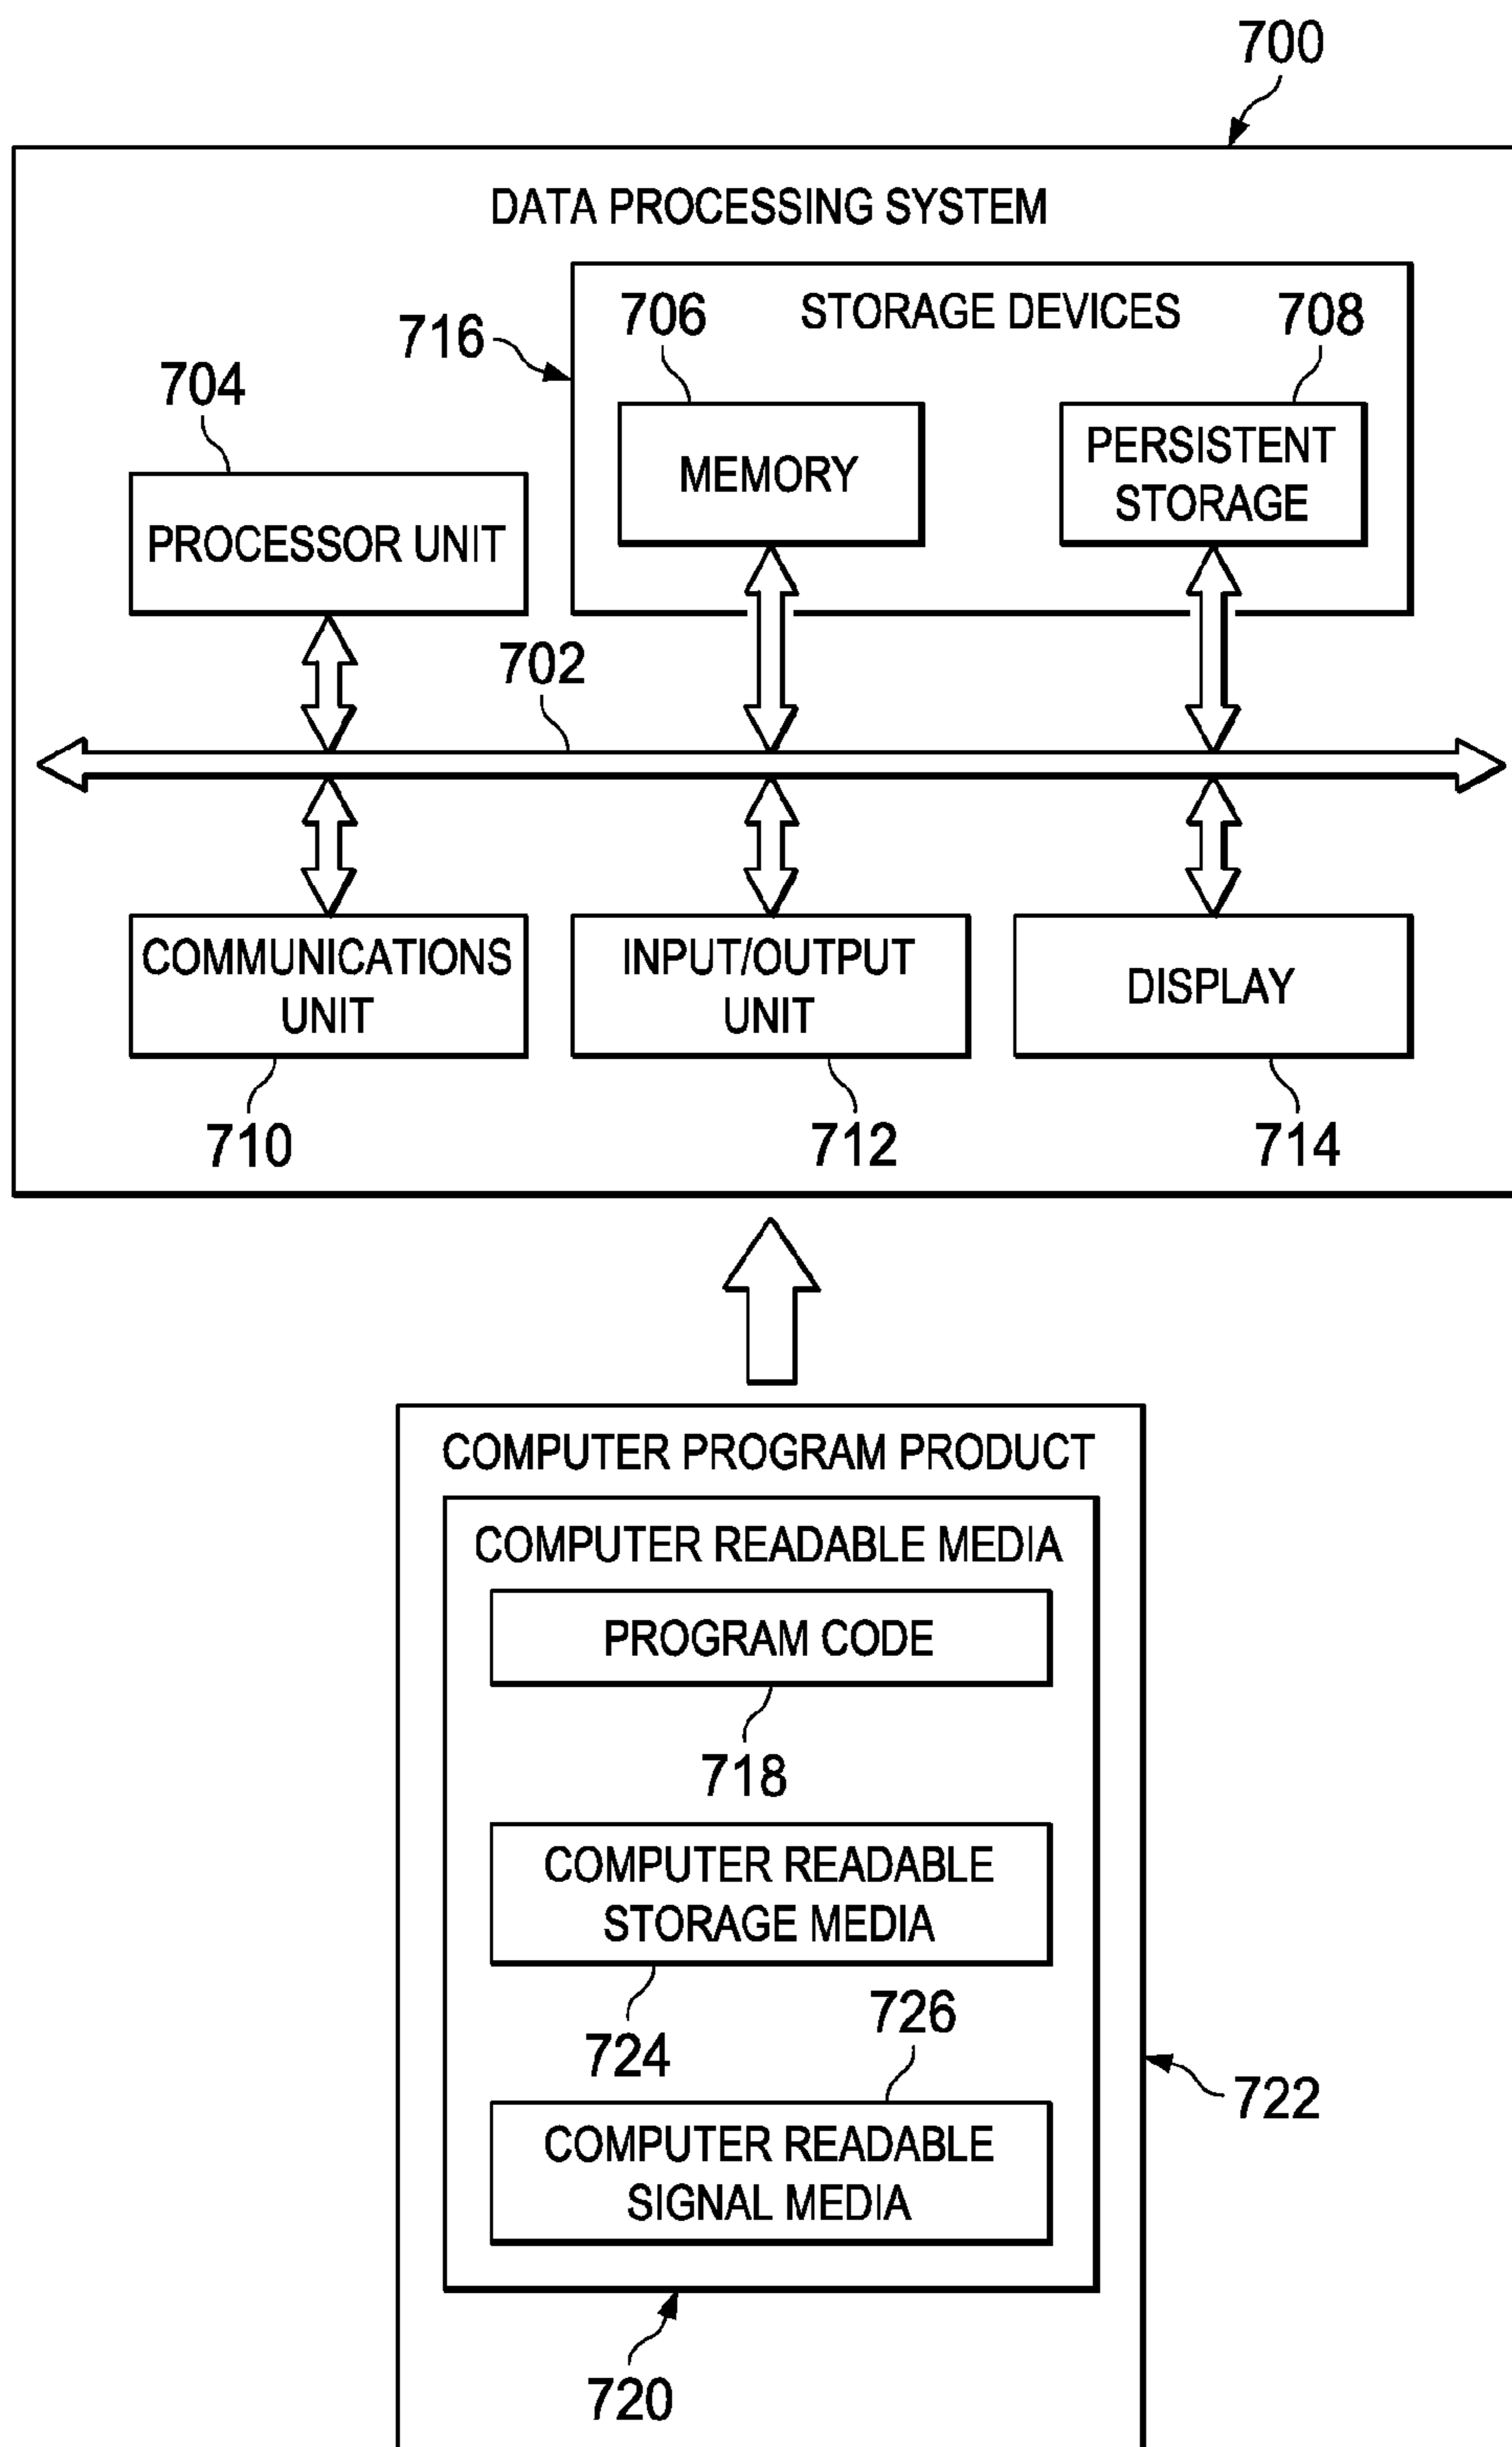 700
DATA PROCESSING SYSTEM
716
706
STORAGE DEVICES
708
704
MEMORY
PERSISTENT
STORAGE
PROCESSOR UNIT
702
COMMUNICATIONS
UNIT
INPUT/OUTPUT
UNIT
DISPLAY
710
712
714
COMPUTER PROGRAM PRODUCT
COMPUTER READABLE MEDIA
PROGRAM CODE
718
COMPUTER READABLE
STORAGE MEDIA
724
726
722
COMPUTER READABLE
SIGNAL MEDIA
720